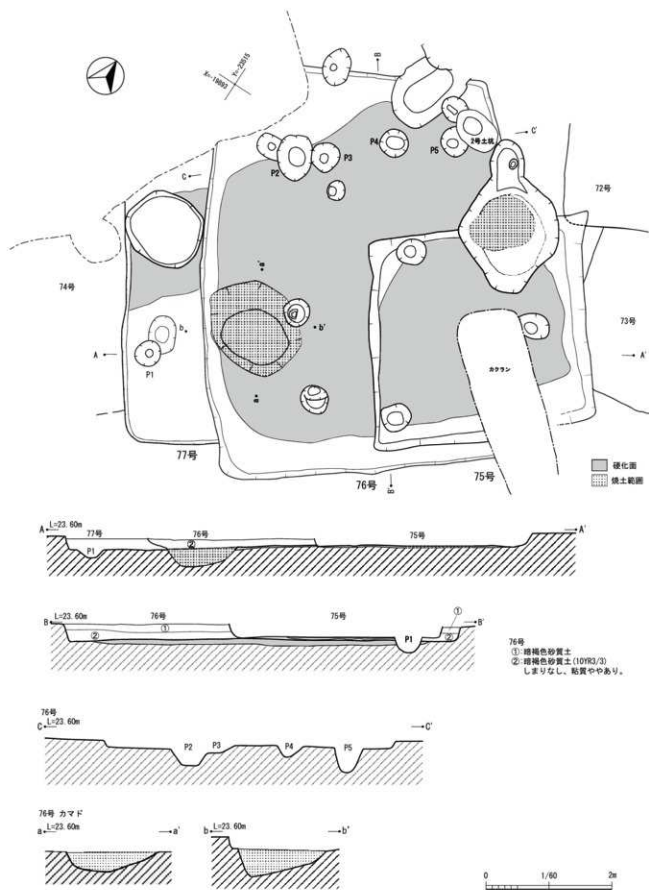 Y=-23515
X=-18693
B
C'
P4
P5
2号土坑
P3
P2
C
72号
74号
a'
b
b'
73号
A
P1
A'
カクラン
a
77号
76号
B'
75号
硬化面
焼土範囲
A L=23.60m 77号 76号 75号 A'
②
P1
B L=23.60m 76号 75号 B'
①
① ②
②
P1
76号
①:暗褐色砂質土
②:暗褐色砂質土(10YR3/3)
しまりなし、粘質ややあり。
76号
C L=23.60m C'
P2 P3 P4 P5
76号 カマド
a L=23.60m a' b L=23.60m b'
0 1/60 2m